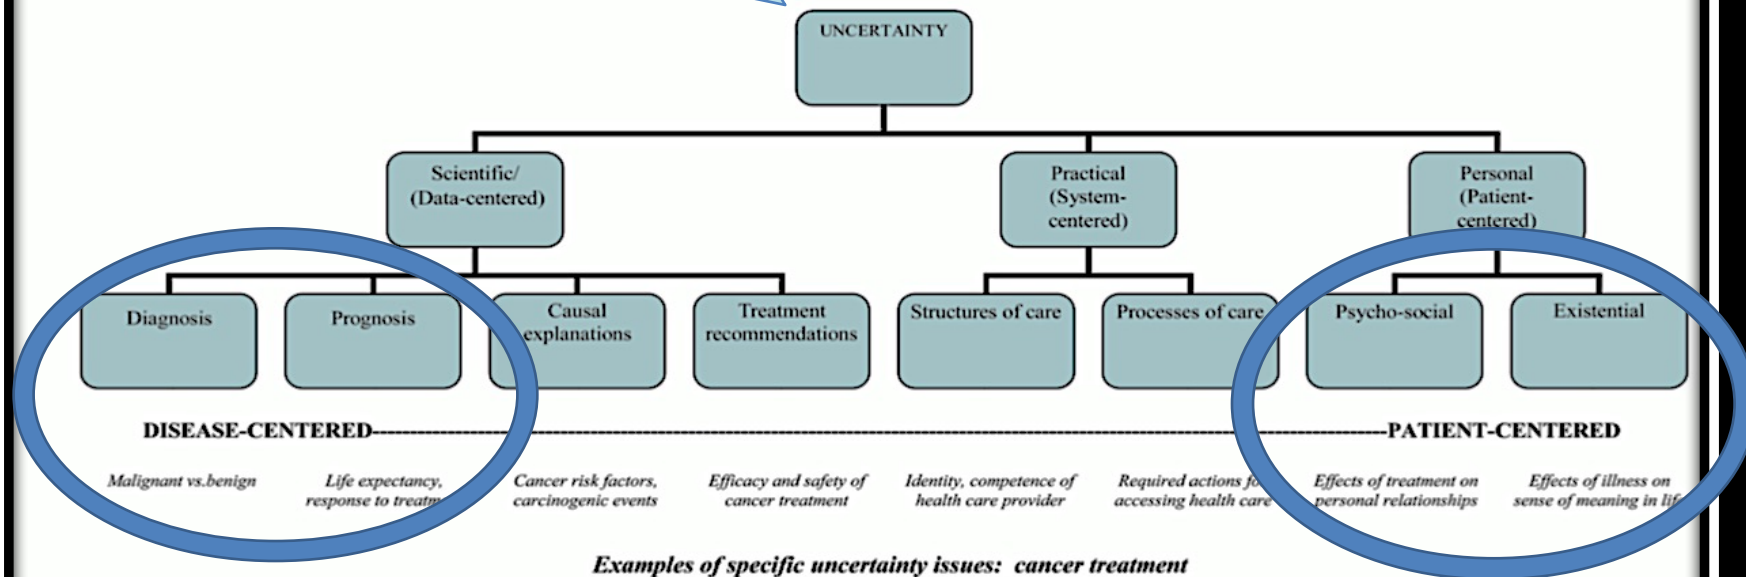 UNCERTAINTY
Scientific/
(Data-centered)
Practical
(System-
centered)
Personal
(Patient-
centered)
Diagnosis
Prognosis
Causal
explanations
Treatment
recommendations
Structures of care
Processes of care
Psycho-social
Existential
DISEASE-CENTERED
PATIENT-CENTERED
Malignant vs.benign
Life expectancy,
response to
Cancer risk factors,
carcinogenic events
Efficacy and safety of
cancer treatment
Identity, competence of
health care provider
Required actions
accessing health care
Effects of treatment on
personal relationships
Effects of illness on
sense of meaning in
Examples of specific uncertainty issues: cancer treatment